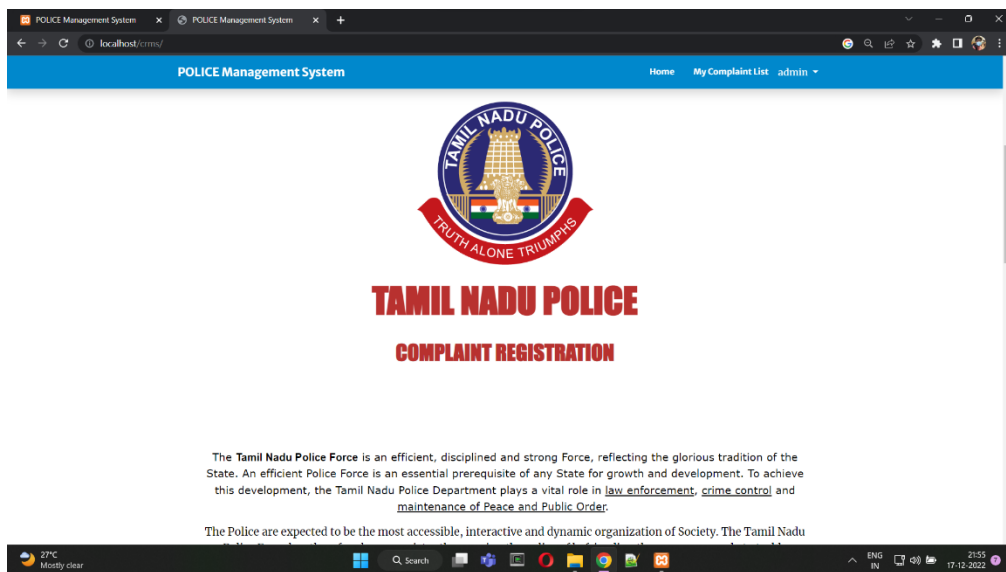 POLICE Management System
POLICE Management System
localhost/crms/
POLICE Management System
Home
My Complaint List
admin
TAMIL NADU POLICE
TRUTH ALONE TRIUMPHS
TAMIL NADU POLICE
COMPLAINT REGISTRATION
The Tamil Nadu Police Force is an efficient, disciplined and strong Force, reflecting the glorious tradition of the
State. An efficient Police Force is an essential prerequisite of any State for growth and development. To achieve
this development, the Tamil Nadu Police Department plays a vital role in law enforcement, crime control and
maintenance of Peace and Public Order.
The Police are expected to be the most accessible, interactive and dynamic organization of Society. The Tamil Nadu
27°C
Mostly clear
Search
ENG
IN
21:55
17-12-2022